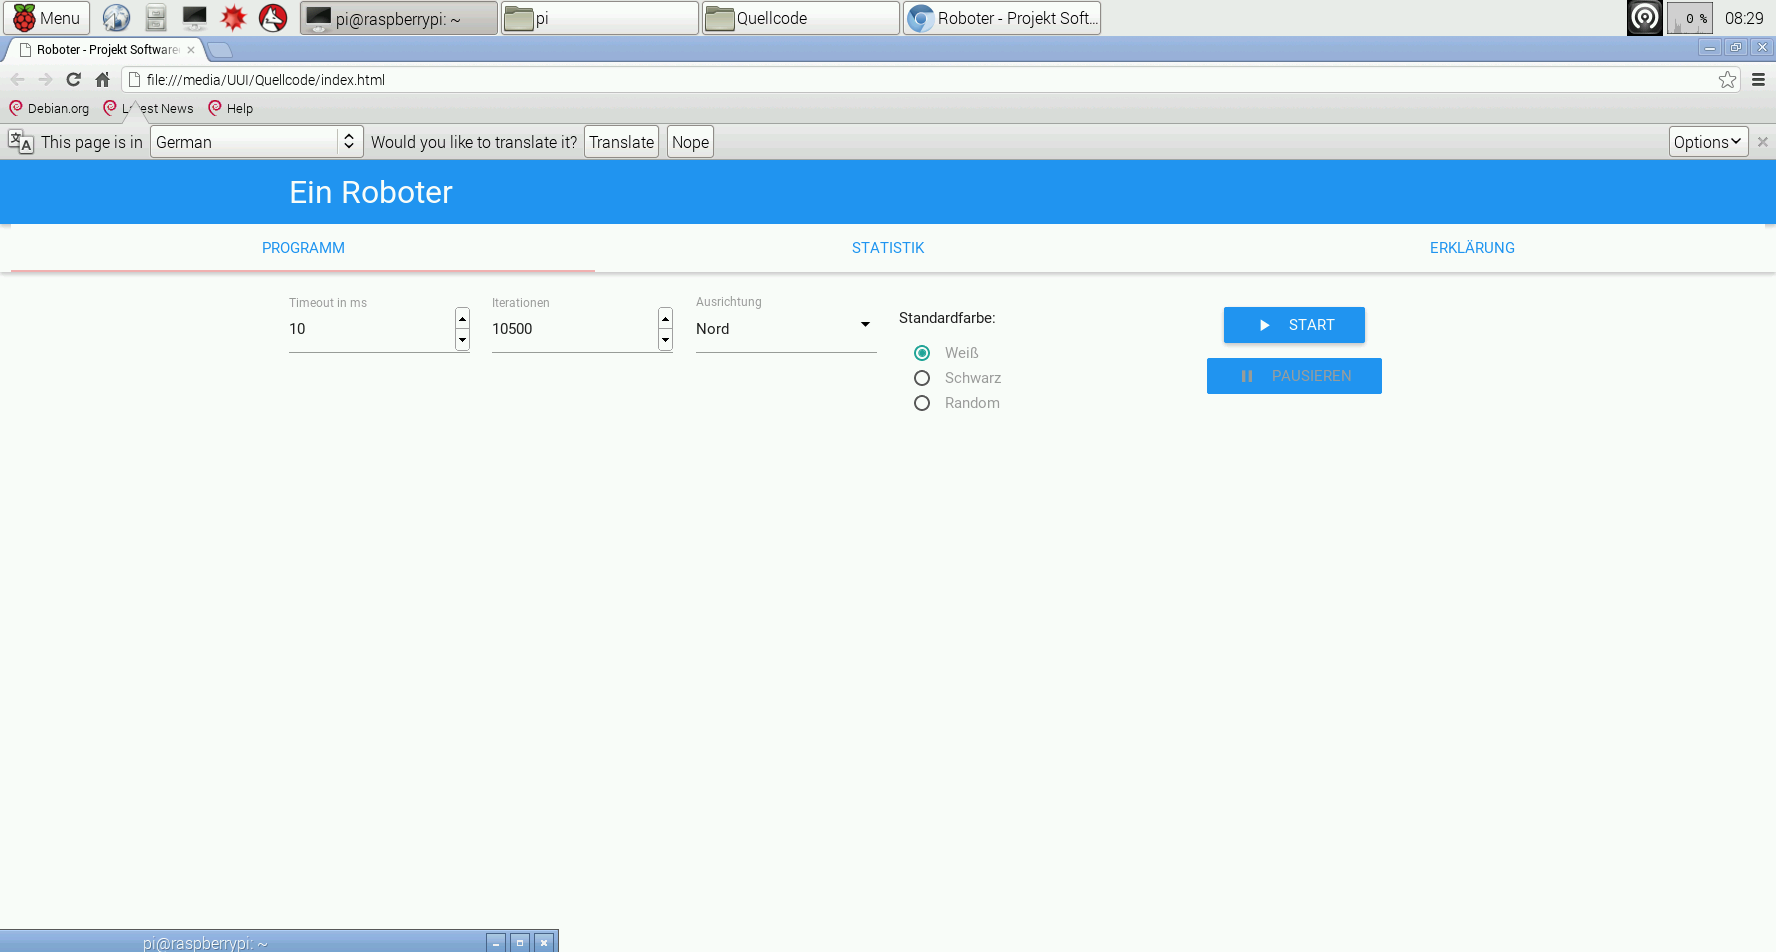 Menu
pi@raspberrypi: ~
pi
Quellcode
Roboter - Projekt Soft...
0 %
08:29
Roboter - Projekt Software
file:///media/UUI/Quellcode/index.html
Debian.org
News
Help
This page is in
German
Would you like to translate it?
Translate
Nope
Options
Ein Roboter
PROGRAMM
STATISTIK
ERKLÄRUNG
Timeout in ms
10
Iterationen
10500
Ausrichtung
Nord
Standardfarbe:
Weiß
Schwarz
Random
START
PAUSIEREN
pi@raspberrypi: ~